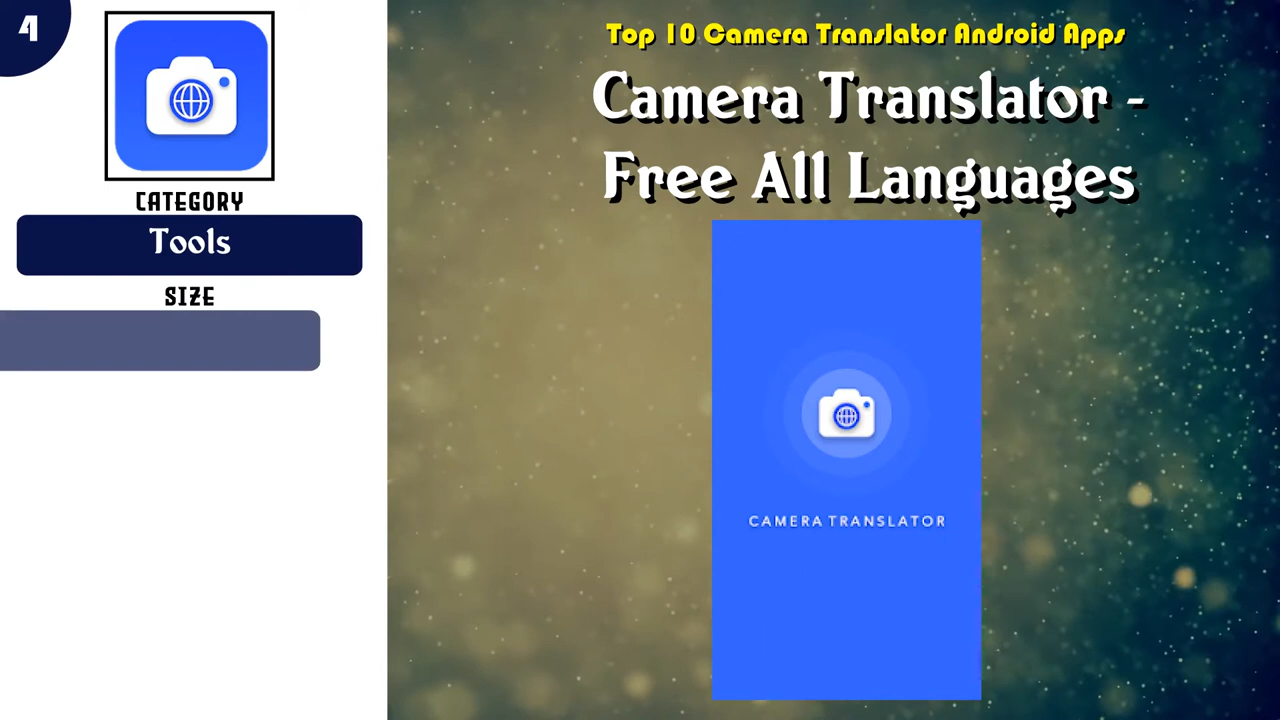 4
CATEGORY
Tools
SIZE
Top 10 Camera Translator Android Apps
Camera Translator -
Free All Languages
CAMERA TRANSLATOR